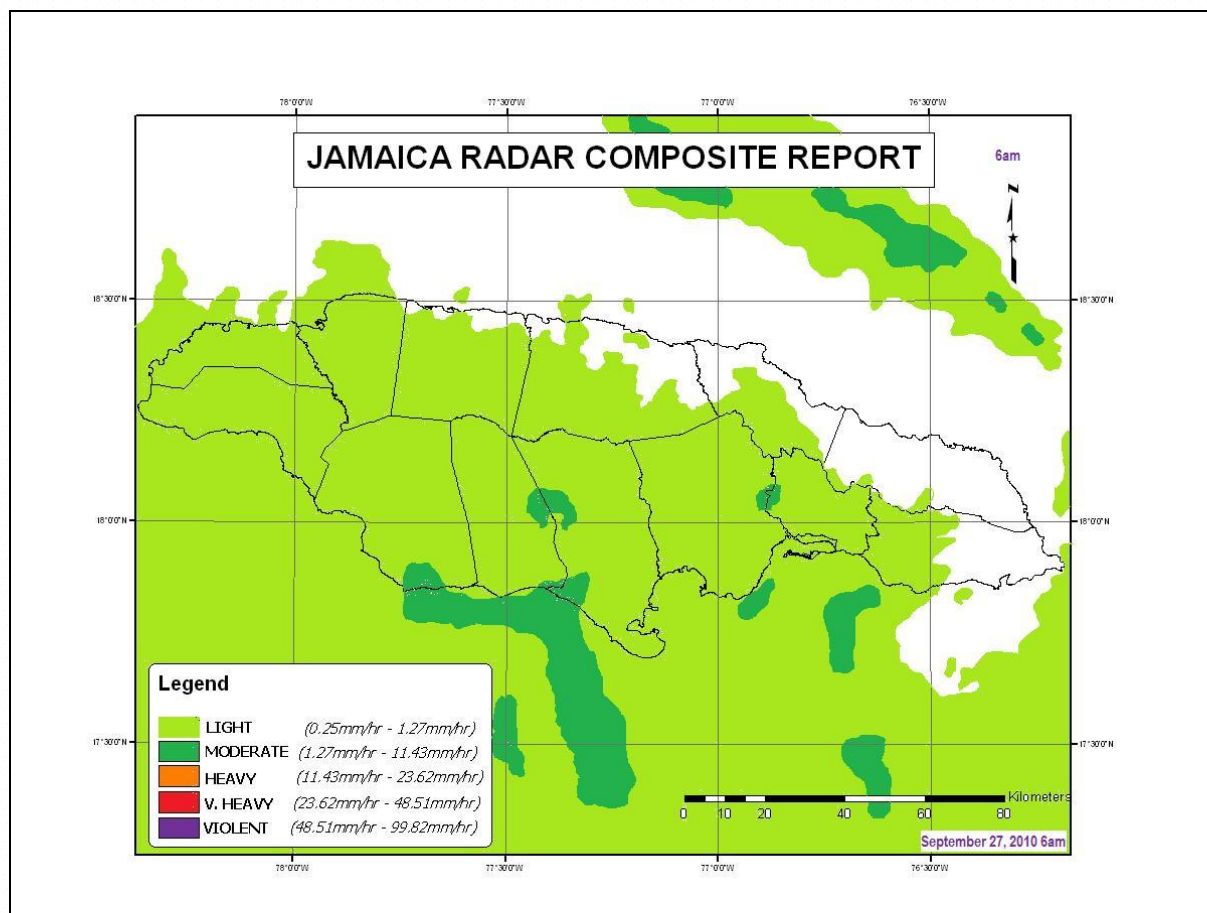 78°0'0"W 77°30'0"W 77°0'0"W 76°30'0"W
JAMAICA RADAR COMPOSITE REPORT
6am
N
18°30'0"N 18°30'0"N
18°0'0"N 18°0'0"N
17°30'0"N 17°30'0"N
Legend
LIGHT (0.25mm/hr - 1.27mm/hr)
MODERATE (1.27mm/hr - 11.43mm/hr)
HEAVY (11.43mm/hr - 23.62mm/hr)
V. HEAVY (23.62mm/hr - 48.51mm/hr)
VIOLENT (48.51mm/hr - 99.82mm/hr)
Kilometers
0 10 20 40 60 80
September 27, 2010 6am
78°0'0"W 77°30'0"W 77°0'0"W 76°30'0"W